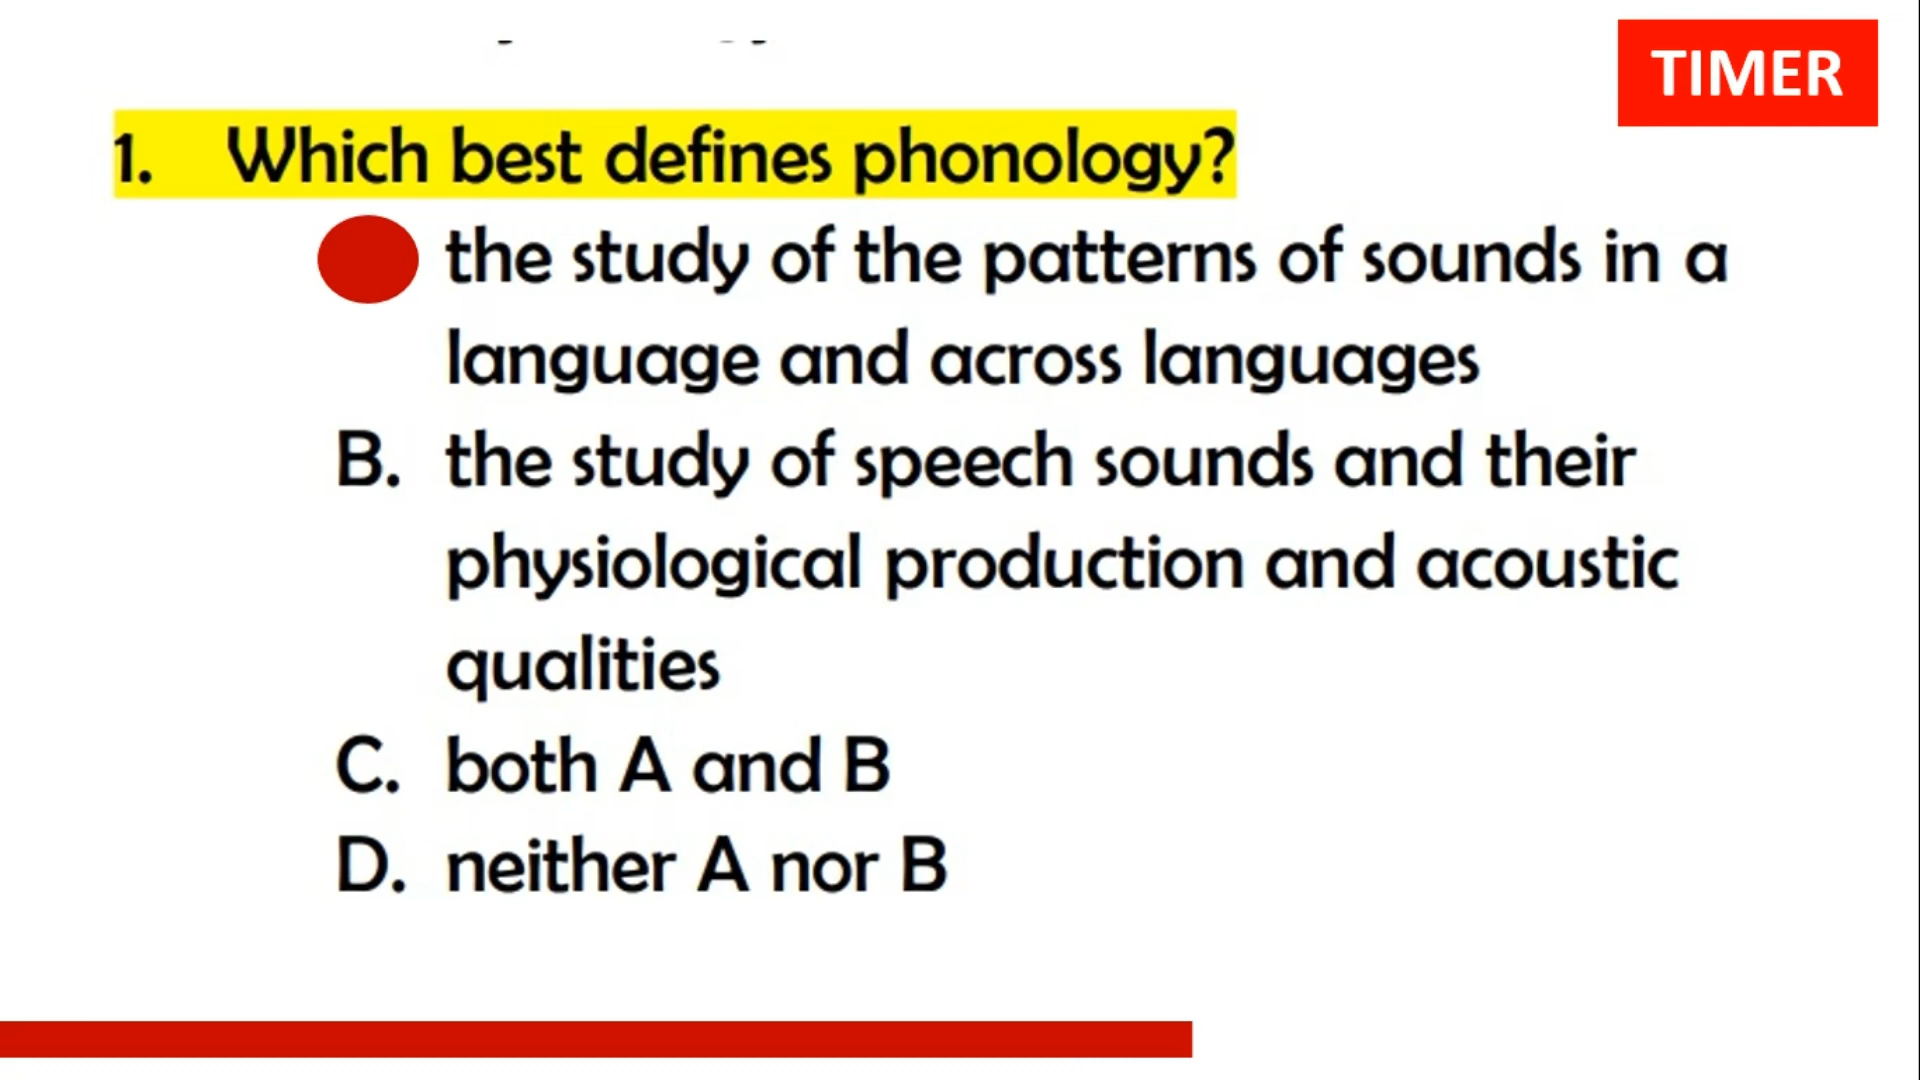 TIMER
1. Which best defines phonology?
the study of the patterns of sounds in a
language and across languages
B. the study of speech sounds and their
physiological production and acoustic
qualities
C. both A and B
D. neither A nor B